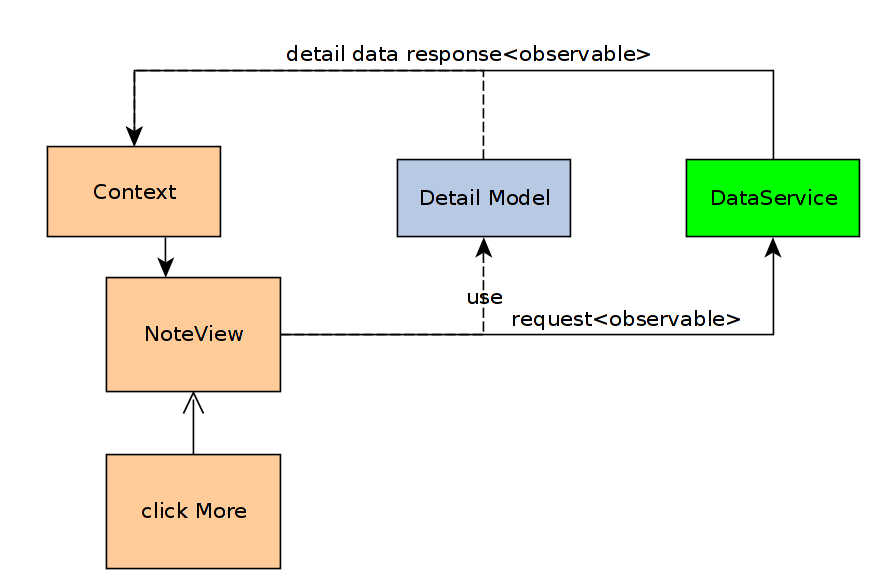 detail data response<observable>
Context
Detail Model
DataService
use
request<observable>
NoteView
click More